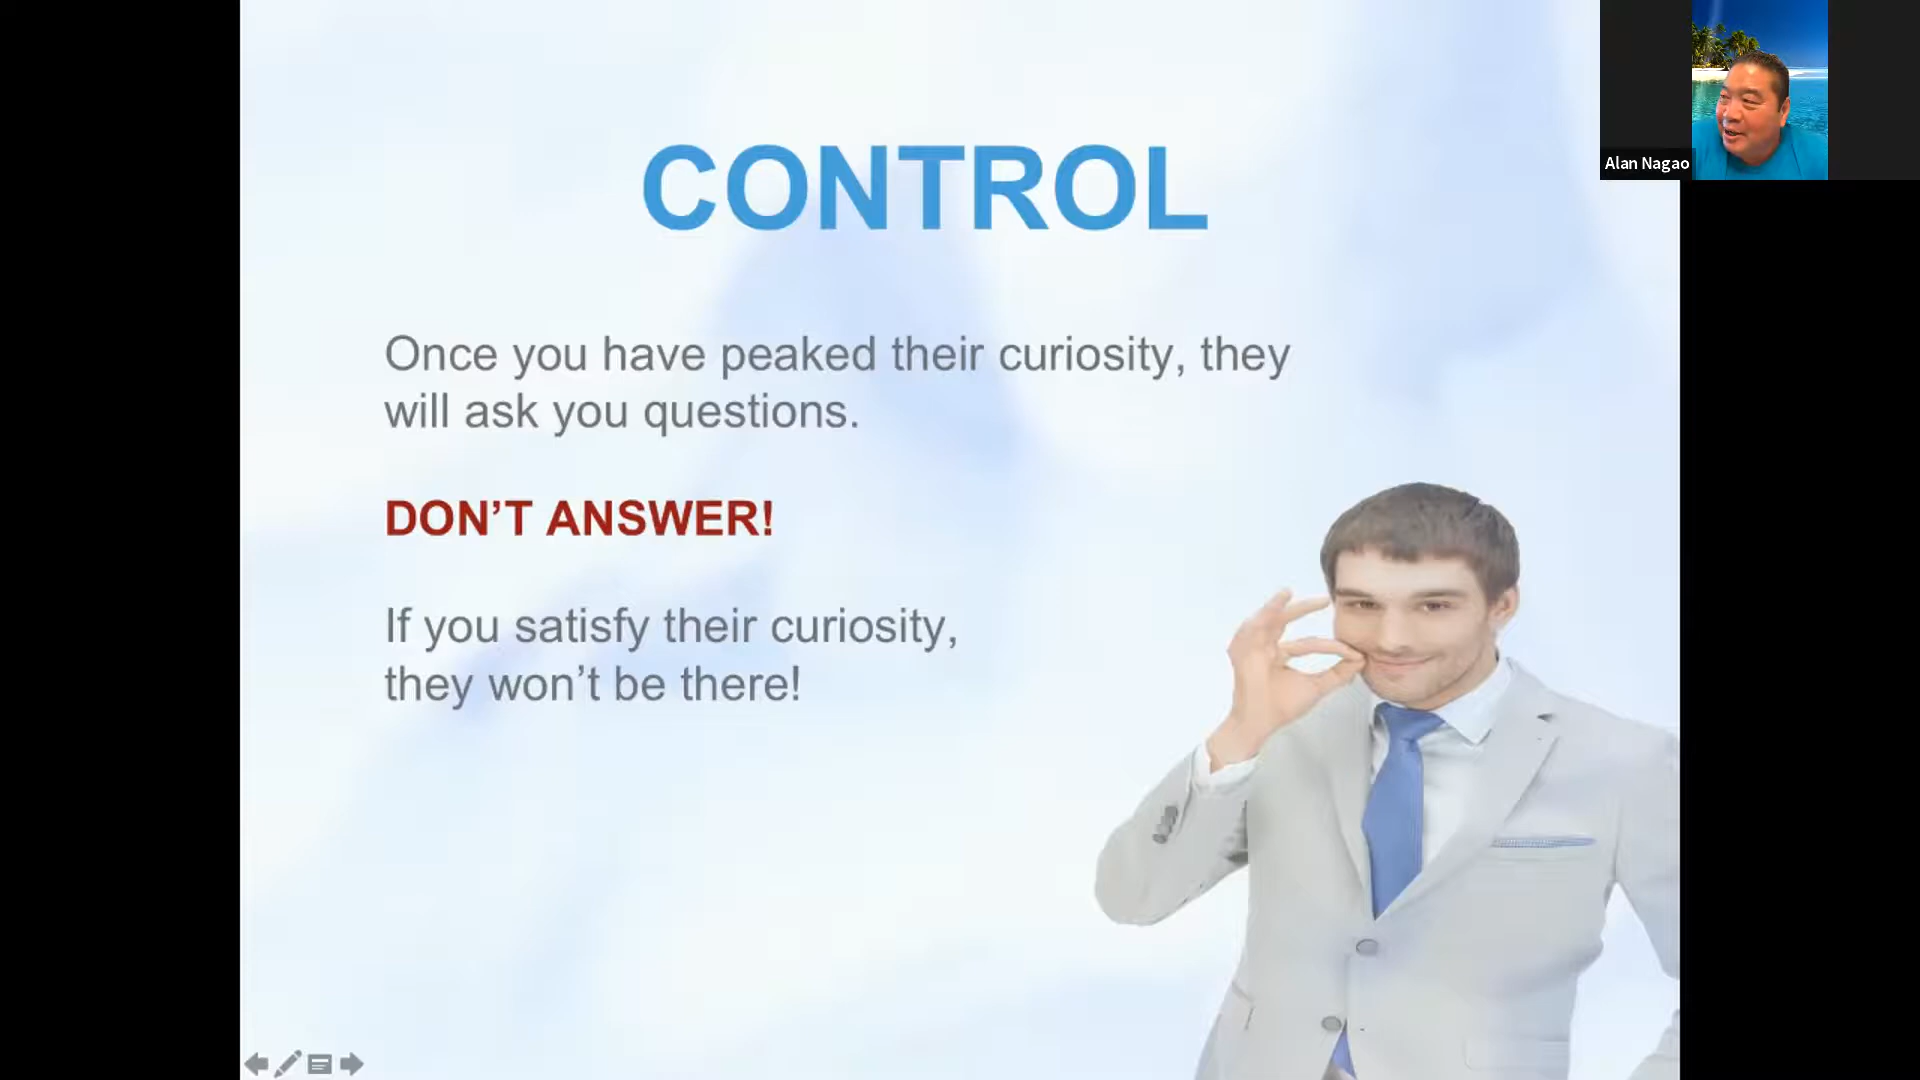 CONTROL
Once you have peaked their curiosity, they
will ask you questions.
DON’T ANSWER!
If you satisfy their curiosity,
they won’t be there!
Alan Nagao